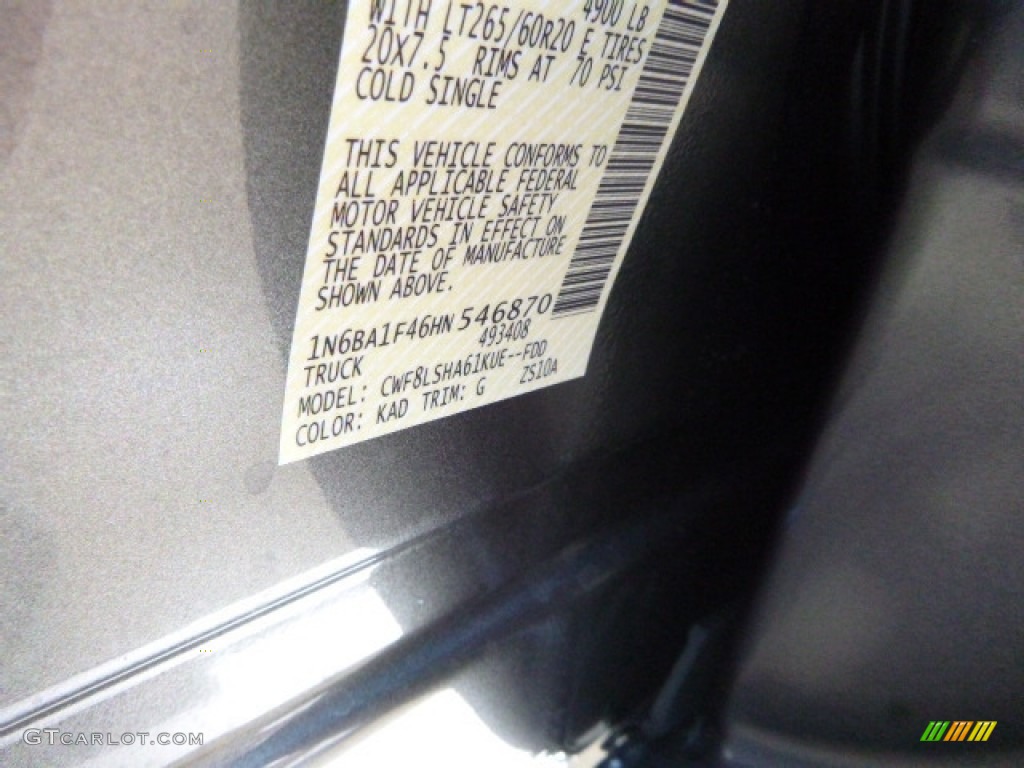 4900 LB
WITH LT265/60R20 E TIRES
20X7.5 RIMS AT 70 PSI
COLD SINGLE
THIS VEHICLE CONFORMS TO
ALL APPLICABLE FEDERAL
MOTOR VEHICLE SAFETY
STANDARDS IN EFFECT ON
THE DATE OF MANUFACTURE
SHOWN ABOVE.
1N6BA1F46HN546870
TRUCK 493408
MODEL: CWF8LSHA61KUE--FDD
COLOR: KAD TRIM: G ZS10A
GTCARLOT.COM